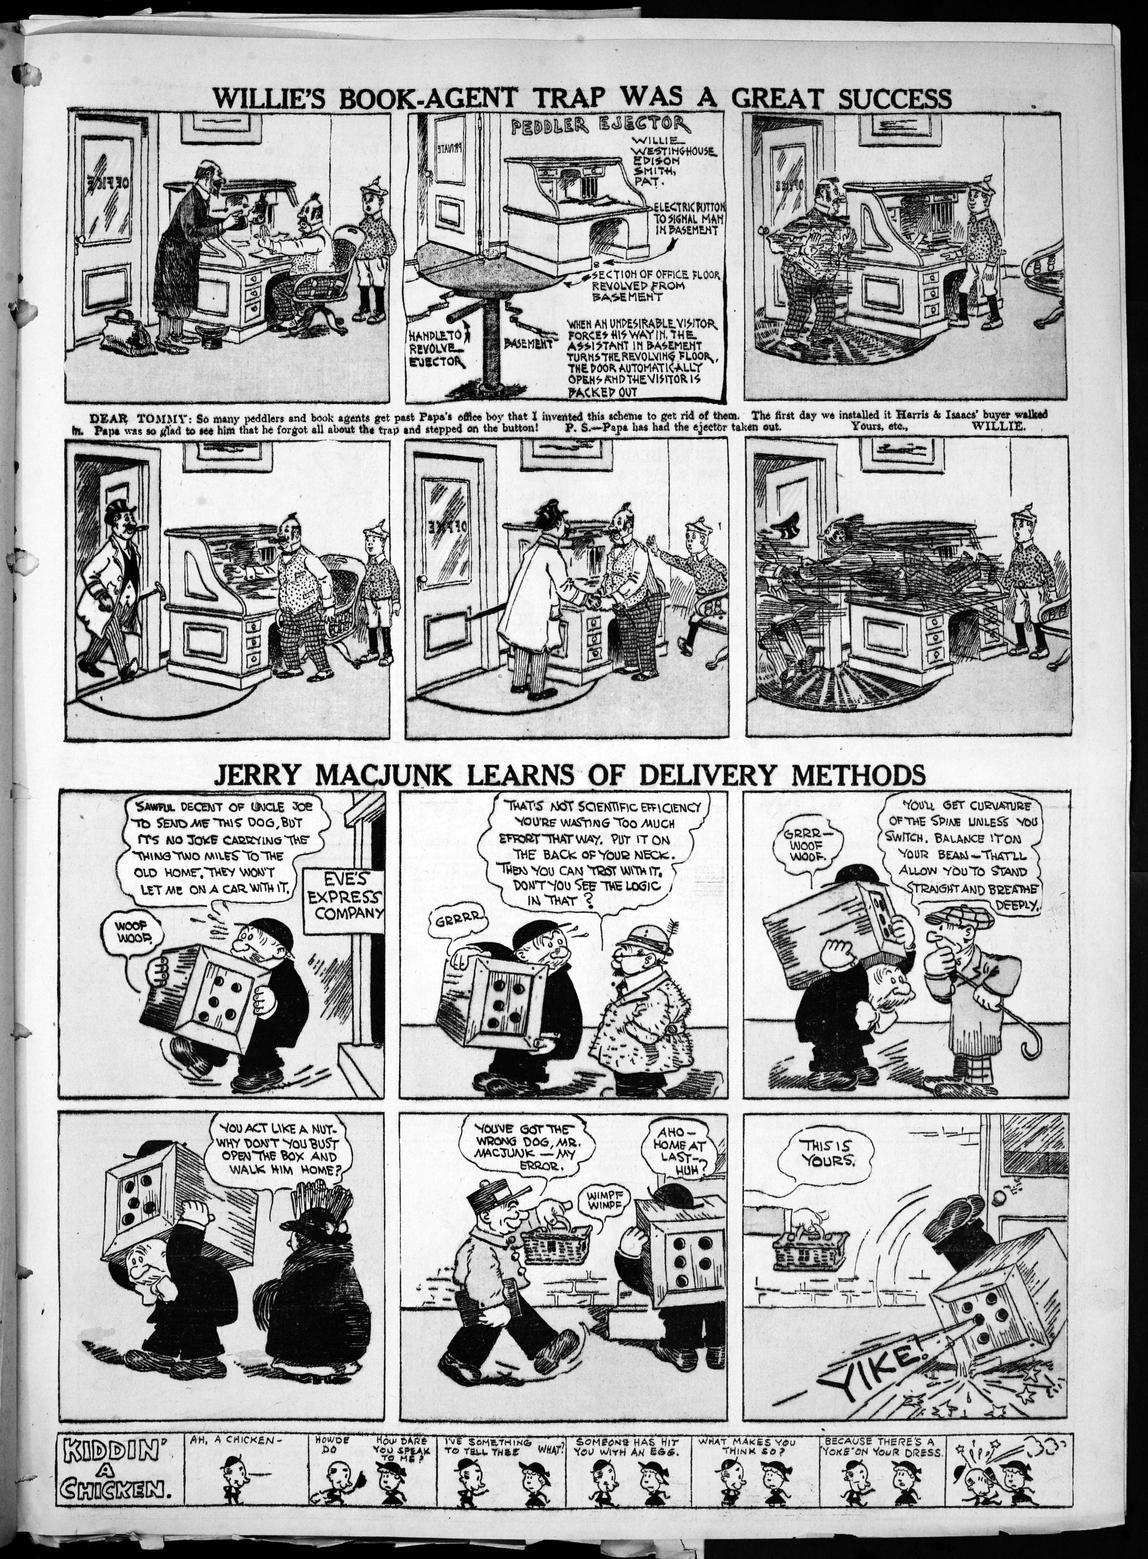 WILLIE'S BOOK-AGENT TRAP WAS A GREAT SUCCESS
OFFICE
PEDDLER EJECTOR
WILLIE
WESTINGHOUSE
EDISON
SMITH,
PAT.
PRIVATE
ELECTRIC BUTTON
TO SIGNAL MAN
IN BASEMENT
SECTION OF OFFICE FLOOR
REVOLVED FROM
BASEMENT
HANDLE TO
REVOLVE
EJECTOR
BASEMENT
WHEN AN UNDESIRABLE VISITOR
FORCES HIS WAY IN, THE
ASSISTANT IN BASEMENT
TURNS THE REVOLVING FLOOR,
THE DOOR AUTOMATICALLY
OPENS AND THE VISITOR IS
BACKED OUT
OFFICE
DEAR TOMMY: So many peddlers and book agents get past Papa's office boy that I invented this scheme to get rid of them. The first day we installed it Harris & Isaacs' buyer walked
in. Papa was so glad to see him that he forgot all about the trap and stepped on the button! P. S.—Papa has had the ejector taken out. Yours, etc., WILLIE.
OFFICE
JERRY MACJUNK LEARNS OF DELIVERY METHODS
'SAWFUL DECENT OF UNCLE JOE
TO SEND ME THIS DOG, BUT
IT'S NO JOKE CARRYING THE
THING TWO MILES TO THE
OLD HOME. THEY WON'T
LET ME ON A CAR WITH IT.
WOOF
WOOF.
EVE'S
EXPRESS
COMPANY
THAT'S NOT SCIENTIFIC EFFICIENCY
YOU'RE WASTING TOO MUCH
EFFORT THAT WAY. PUT IT ON
THE BACK OF YOUR NECK.
THEN YOU CAN TROT WITH IT.
DON'T YOU SEE THE LOGIC
IN THAT?
GRRRR
GRRR—
WOOF
WOOF.
YOU'LL GET CURVATURE
OF THE SPINE UNLESS YOU
SWITCH. BALANCE IT ON
YOUR BEAN—THAT'LL
ALLOW YOU TO STAND
STRAIGHT AND BREATHE
DEEPLY.
YOU ACT LIKE A NUT—
WHY DON'T YOU BUST
OPEN THE BOX AND
WALK HIM HOME?
YOU'VE GOT THE
WRONG DOG, MR.
MACJUNK — MY
ERROR.
WIMPF
WIMPF
AHO—
HOME AT
LAST—
HUH?
THIS IS
YOURS.
YIKE!
KIDDIN'
A
CHICKEN.
AH, A CHICKEN—
HOWDE
DO
HOW DARE
YOU SPEAK
TO ME?
I'VE SOMETHING
TO TELL THEE
WHAT?
SOMEONE HAS HIT
YOU WITH AN EGG.
WHAT MAKES YOU
THINK SO?
BECAUSE THERE'S A
"YOKE" ON YOUR DRESS.